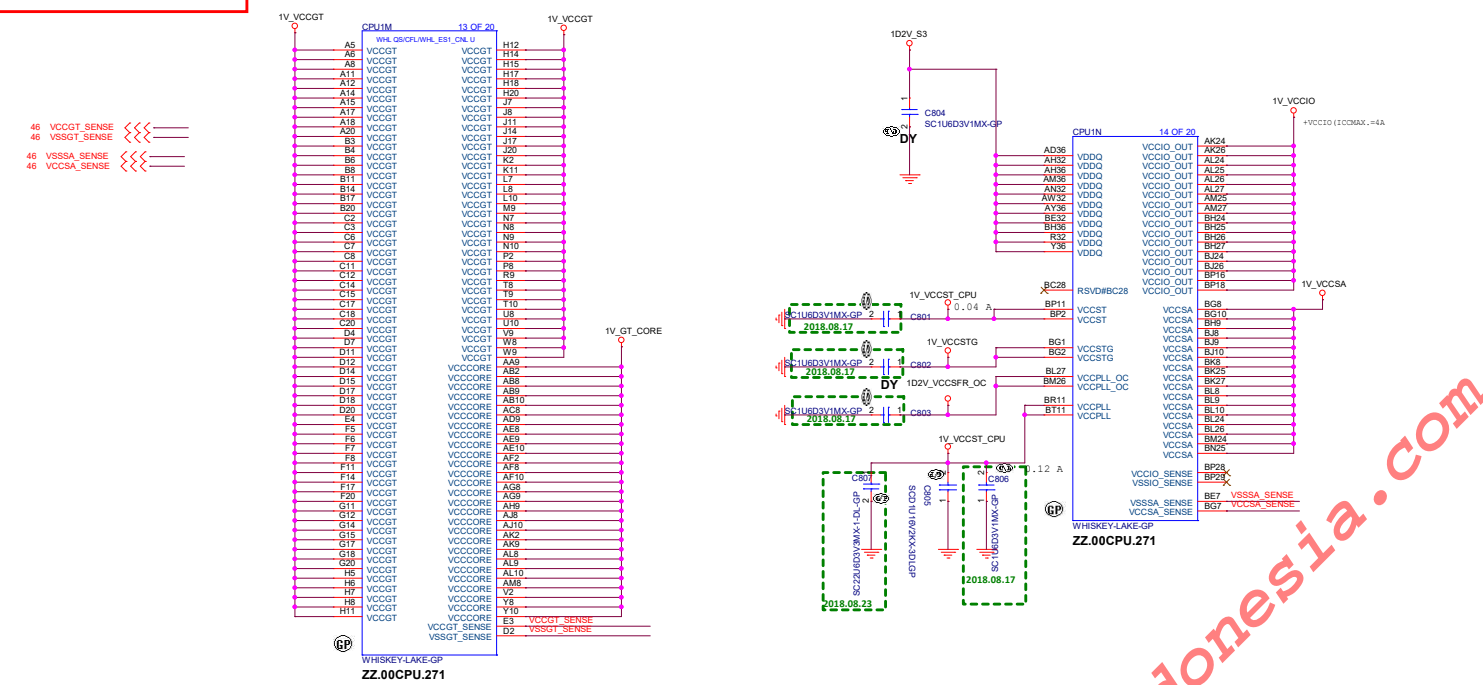 1V_VCCGT
1V_VCCGT
CPU1M 13 OF 20
WHL QS/CFL/WHL_ES1_CNL U
A5 VCCGT VCCGT H12
A6 VCCGT VCCGT H14
A8 VCCGT VCCGT H15
A11 VCCGT VCCGT H17
A12 VCCGT VCCGT H18
A14 VCCGT VCCGT H20
A15 VCCGT VCCGT J7
A17 VCCGT VCCGT J8
A18 VCCGT VCCGT J11
A20 VCCGT VCCGT J14
B3 VCCGT VCCGT J17
B4 VCCGT VCCGT J20
B6 VCCGT VCCGT K2
B8 VCCGT VCCGT K11
B11 VCCGT VCCGT L7
B14 VCCGT VCCGT L8
B17 VCCGT VCCGT L10
B20 VCCGT VCCGT M9
C2 VCCGT VCCGT N7
C3 VCCGT VCCGT N8
C6 VCCGT VCCGT N9
C7 VCCGT VCCGT N10
C8 VCCGT VCCGT P2
C11 VCCGT VCCGT P8
C12 VCCGT VCCGT R9
C14 VCCGT VCCGT T8
C15 VCCGT VCCGT T9
C17 VCCGT VCCGT T10
C18 VCCGT VCCGT U8
C20 VCCGT VCCGT U10
D4 VCCGT VCCGT V9
D7 VCCGT VCCGT W8
D11 VCCGT VCCGT W9
D12 VCCGT VCCCORE AA9
D14 VCCGT VCCCORE AB2
D15 VCCGT VCCCORE AB8
D17 VCCGT VCCCORE AB9
D18 VCCGT VCCCORE AB10
D20 VCCGT VCCCORE AC8
E4 VCCGT VCCCORE AD9
F5 VCCGT VCCCORE AE8
F6 VCCGT VCCCORE AE9
F7 VCCGT VCCCORE AE10
F8 VCCGT VCCCORE AF2
F11 VCCGT VCCCORE AF8
F14 VCCGT VCCCORE AF10
F17 VCCGT VCCCORE AG8
F20 VCCGT VCCCORE AG9
G11 VCCGT VCCCORE AH9
G12 VCCGT VCCCORE AJ8
G14 VCCGT VCCCORE AJ10
G15 VCCGT VCCCORE AK2
G17 VCCGT VCCCORE AK9
G18 VCCGT VCCCORE AL8
G20 VCCGT VCCCORE AL9
H5 VCCGT VCCCORE AL10
H6 VCCGT VCCCORE AM8
H7 VCCGT VCCCORE V2
H8 VCCGT VCCCORE Y8
H11 VCCGT VCCCORE Y10
VCCGT_SENSE E3 VCCGT_SENSE
VSSGT_SENSE D2 VSSGT_SENSE
1V_GT_CORE
GP
WHISKEY-LAKE-GP
ZZ.00CPU.271
46 VCCGT_SENSE
46 VSSGT_SENSE
46 VSSSA_SENSE
46 VCCSA_SENSE
1D2V_S3
1
C804
SC1U6D3V1MX-GP
2
DY
1V_VCCIO
+VCCIO(ICCMAX.=4A
CPU1N 14 OF 20
AD36 VDDQ
AH32 VDDQ
AH36 VDDQ
AM36 VDDQ
AN32 VDDQ
AW32 VDDQ
AY36 VDDQ
BE32 VDDQ
BH36 VDDQ
R32 VDDQ
Y36 VDDQ
BC28 RSVD#BC28
BP11 VCCST
BP2 VCCST
BG1 VCCSTG
BG2 VCCSTG
BL27 VCCPLL_OC
BM26 VCCPLL_OC
BR11 VCCPLL
BT11 VCCPLL
VCCIO_OUT AK24
VCCIO_OUT AK26
VCCIO_OUT AL24
VCCIO_OUT AL25
VCCIO_OUT AL26
VCCIO_OUT AL27
VCCIO_OUT AM25
VCCIO_OUT AM27
VCCIO_OUT BH24
VCCIO_OUT BH25
VCCIO_OUT BH26
VCCIO_OUT BH27
VCCIO_OUT BJ24
VCCIO_OUT BJ26
VCCIO_OUT BP16
VCCIO_OUT BP18
1V_VCCSA
VCCSA BG8
VCCSA BG10
VCCSA BH9
VCCSA BJ8
VCCSA BJ9
VCCSA BJ10
VCCSA BK8
VCCSA BK25
VCCSA BK27
VCCSA BL8
VCCSA BL9
VCCSA BL10
VCCSA BL24
VCCSA BL26
VCCSA BM24
VCCSA BN25
VCCIO_SENSE BP28
VSSIO_SENSE BP29
VSSSA_SENSE BE7 VSSSA_SENSE
VCCSA_SENSE BG7 VCCSA_SENSE
WHISKEY-LAKE-GP
ZZ.00CPU.271
GP
1V_VCCST_CPU
0.04 A
SC1U6D3V1MX-GP 2 1 C801
2018.08.17
1V_VCCSTG
SC1U6D3V1MX-GP 2 1 C802
2018.08.17
DY
1D2V_VCCSFR_OC
SC1U6D3V1MX-GP 2 1 C803
2018.08.17
1V_VCCST_CPU
0.12 A
C807
SC22U6D3V3MX-1-DL-GP
2018.08.23
C805
SCD1U16V2KX-3DLGP
C806
SC1U6D3V1MX-GP
2018.08.17
donesia.com